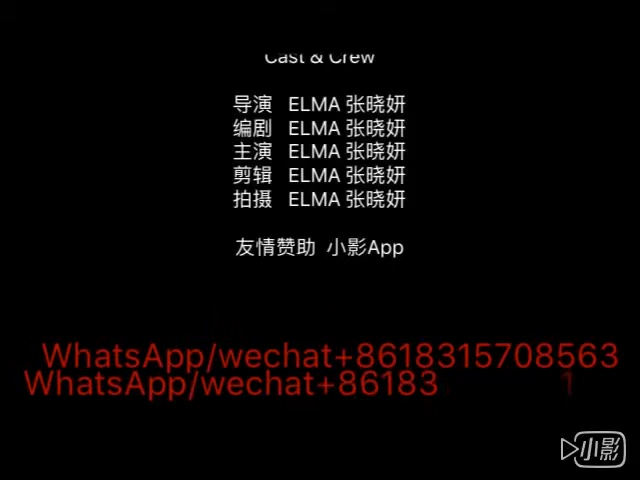 Cast & Crew
导演 ELMA 张晓妍
编剧 ELMA 张晓妍
主演 ELMA 张晓妍
剪辑 ELMA 张晓妍
拍摄 ELMA 张晓妍
友情赞助 小影App
WhatsApp/wechat+8618315708563
WhatsApp/wechat+86183 1
小影